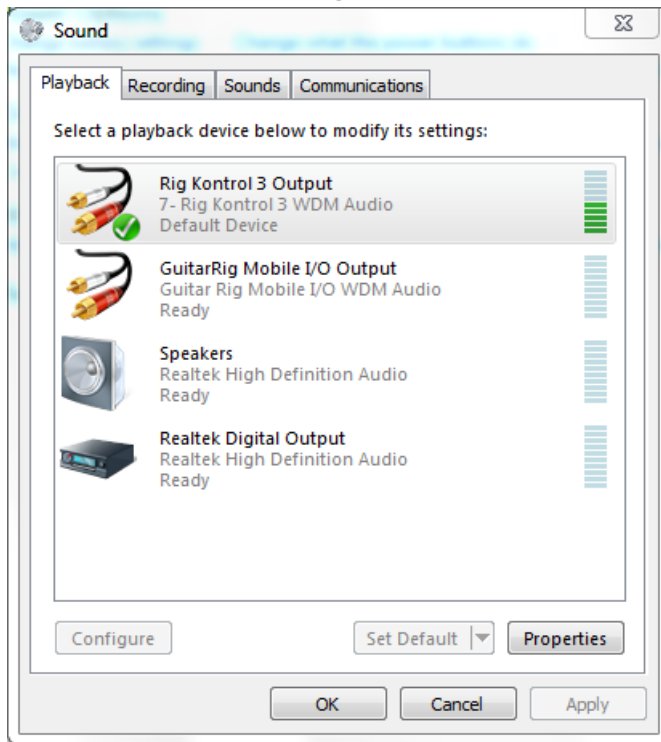 Sound
Playback
Recording
Sounds
Communications
Select a playback device below to modify its settings:
Rig Kontrol 3 Output
7- Rig Kontrol 3 WDM Audio
Default Device
GuitarRig Mobile I/O Output
Guitar Rig Mobile I/O WDM Audio
Ready
Speakers
Realtek High Definition Audio
Ready
Realtek Digital Output
Realtek High Definition Audio
Ready
Configure
Set Default
Properties
OK
Cancel
Apply